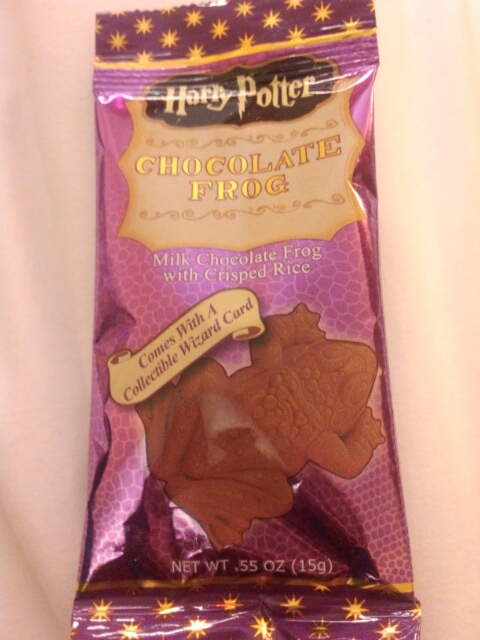 Harry Potter
CHOCOLATE
FROG
Milk Chocolate Frog
with Crisped Rice
Comes With A
Collectible Wizard Card
NET WT .55 OZ (15g)